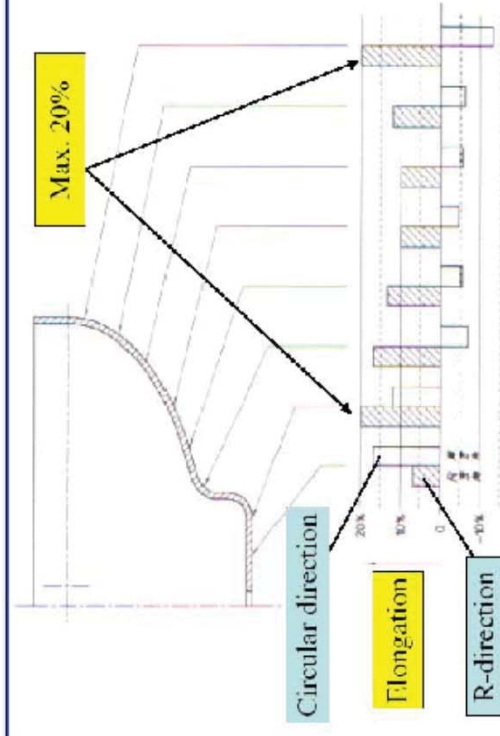 Max. 20%
Circular direction
Elongation
R-direction
20%
10%
0
-10%